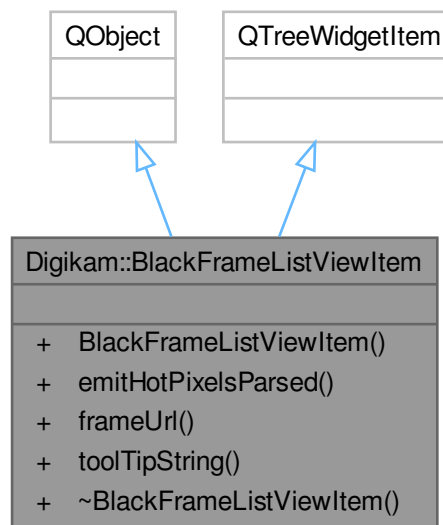 QObject
QTreeWidgetItem
Digikam::BlackFrameListViewItem
+ BlackFrameListViewItem()
+ emitHotPixelsParsed()
+ frameUrl()
+ toolTipString()
+ ~BlackFrameListViewItem()